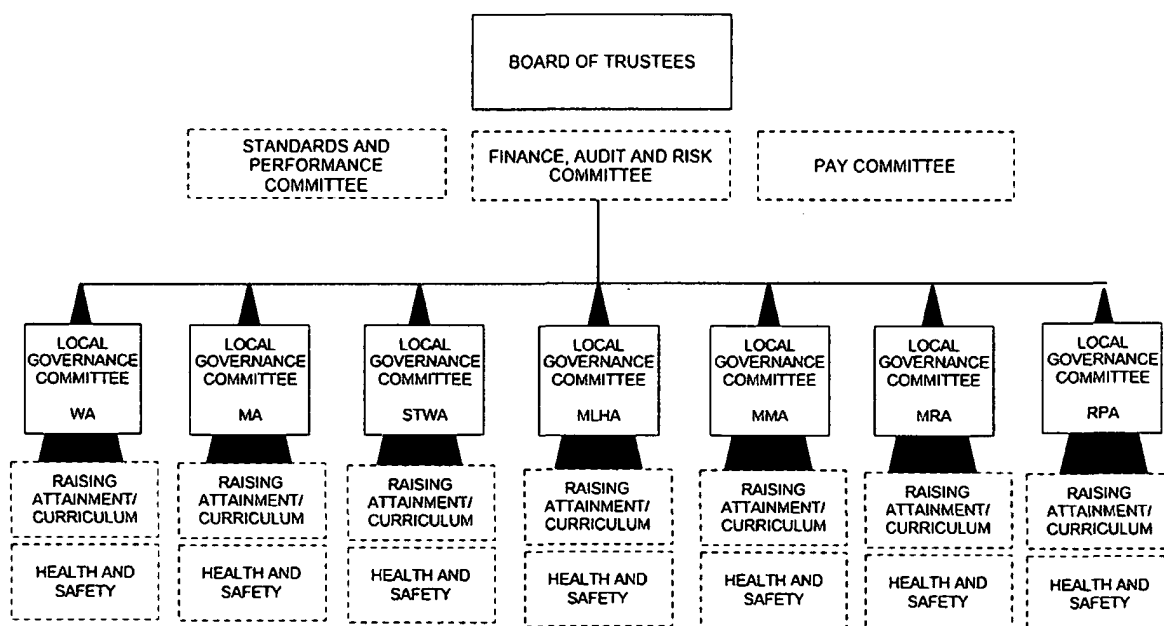 BOARD OF TRUSTEES
STANDARDS AND
PERFORMANCE
COMMITTEE
FINANCE, AUDIT AND RISK
COMMITTEE
PAY COMMITTEE
LOCAL
GOVERNANCE
COMMITTEE
WA
LOCAL
GOVERNANCE
COMMITTEE
MA
LOCAL
GOVERNANCE
COMMITTEE
STWA
LOCAL
GOVERNANCE
COMMITTEE
MLHA
LOCAL
GOVERNANCE
COMMITTEE
MMA
LOCAL
GOVERNANCE
COMMITTEE
MRA
LOCAL
GOVERNANCE
COMMITTEE
RPA
RAISING
ATTAINMENT/
CURRICULUM
RAISING
ATTAINMENT/
CURRICULUM
RAISING
ATTAINMENT/
CURRICULUM
RAISING
ATTAINMENT/
CURRICULUM
RAISING
ATTAINMENT/
CURRICULUM
RAISING
ATTAINMENT/
CURRICULUM
RAISING
ATTAINMENT/
CURRICULUM
HEALTH AND
SAFETY
HEALTH AND
SAFETY
HEALTH AND
SAFETY
HEALTH AND
SAFETY
HEALTH AND
SAFETY
HEALTH AND
SAFETY
HEALTH AND
SAFETY